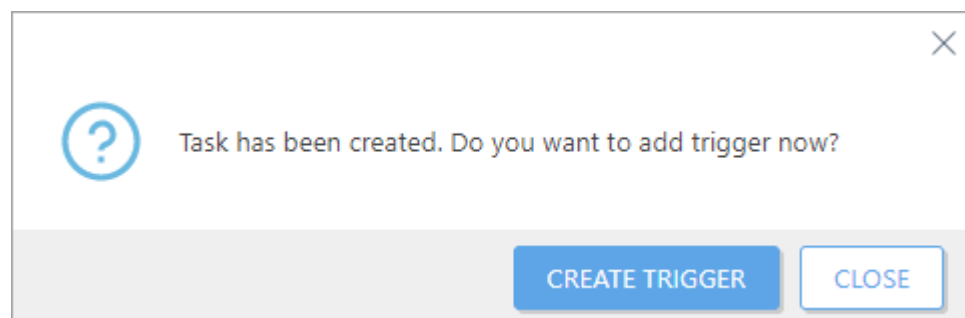 Task has been created. Do you want to add trigger now?
CREATE TRIGGER
CLOSE